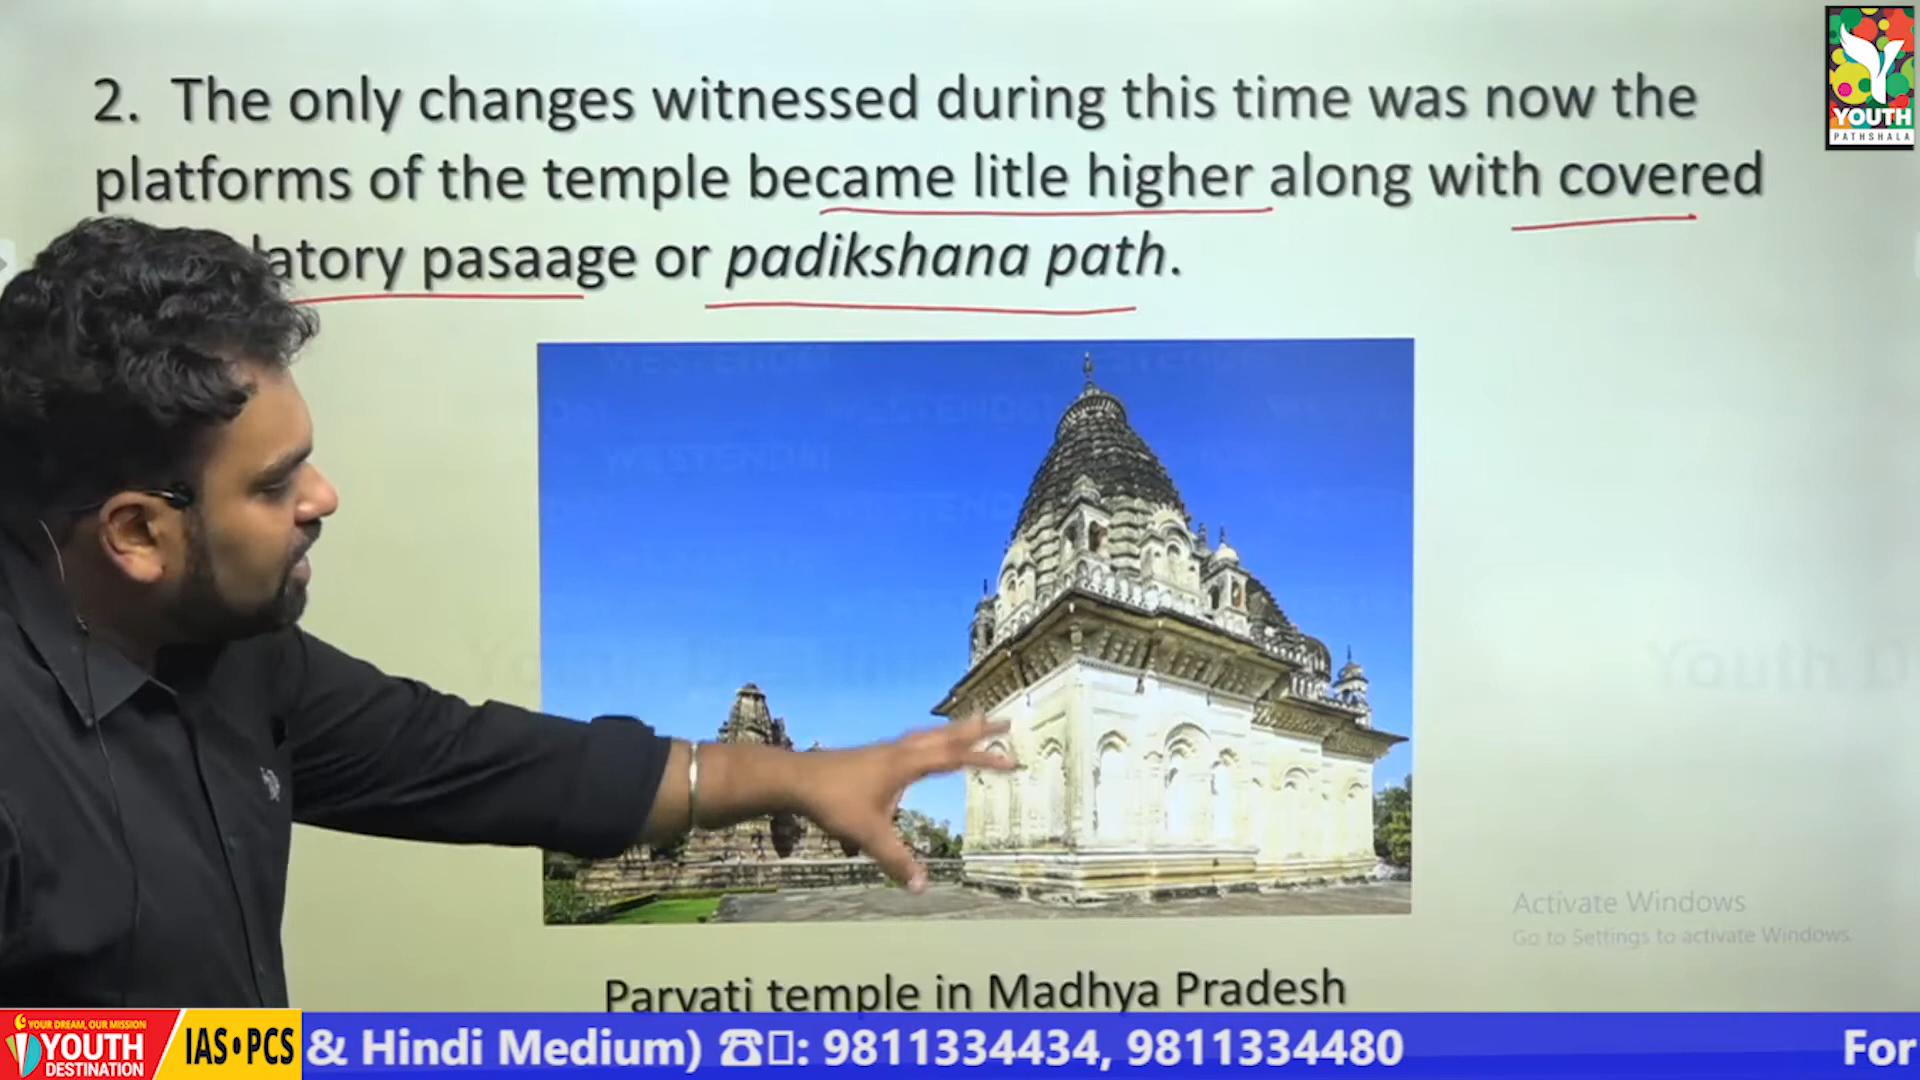 2. The only changes witnessed during this time was now the
platforms of the temple became litle higher along with covered
latory pasaage or padikshana path.
Parvati temple in Madhya Pradesh
Activate Windows
Go to Settings to activate Windows.
YOUTH
PATHSHALA
YOUR DREAM, OUR MISSION
YOUTH
DESTINATION
IAS•PCS
& Hindi Medium) ☎: 9811334434, 9811334480
For